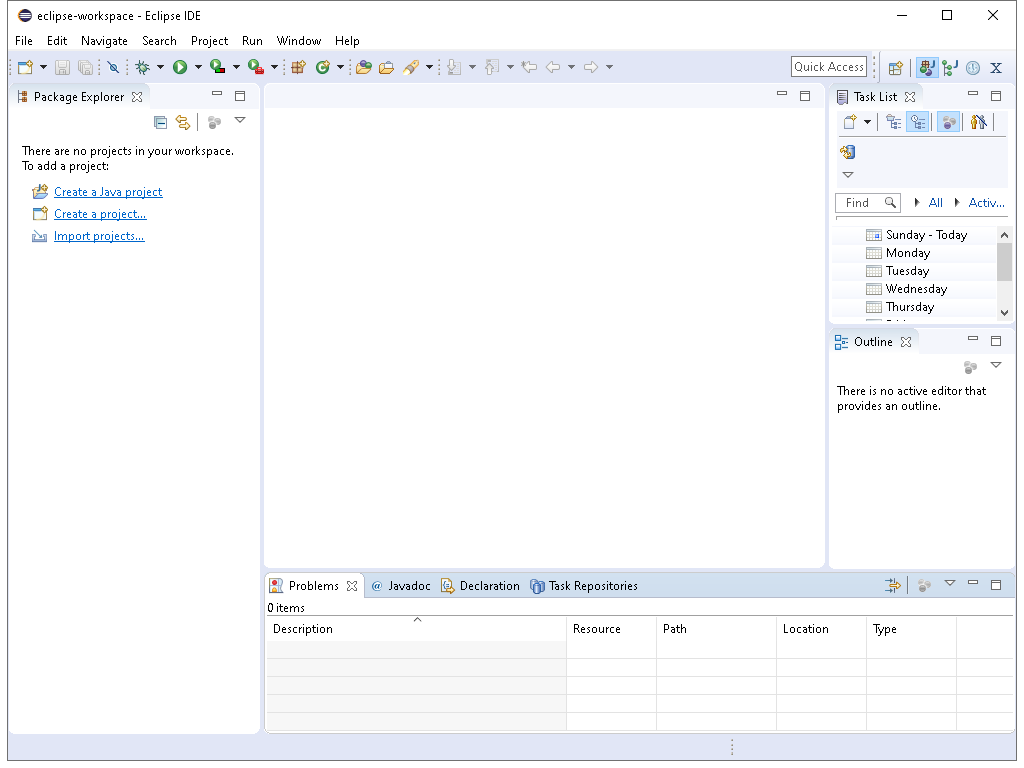 eclipse-workspace - Eclipse IDE
File Edit Navigate Search Project Run Window Help
Quick Access
Package Explorer
There are no projects in your workspace.
To add a project:
Create a Java project
Create a project...
Import projects...
Task List
Find All Activ...
Sunday - Today
Monday
Tuesday
Wednesday
Thursday
Outline
There is no active editor that
provides an outline.
Problems @ Javadoc Declaration Task Repositories
0 items
Description Resource Path Location Type